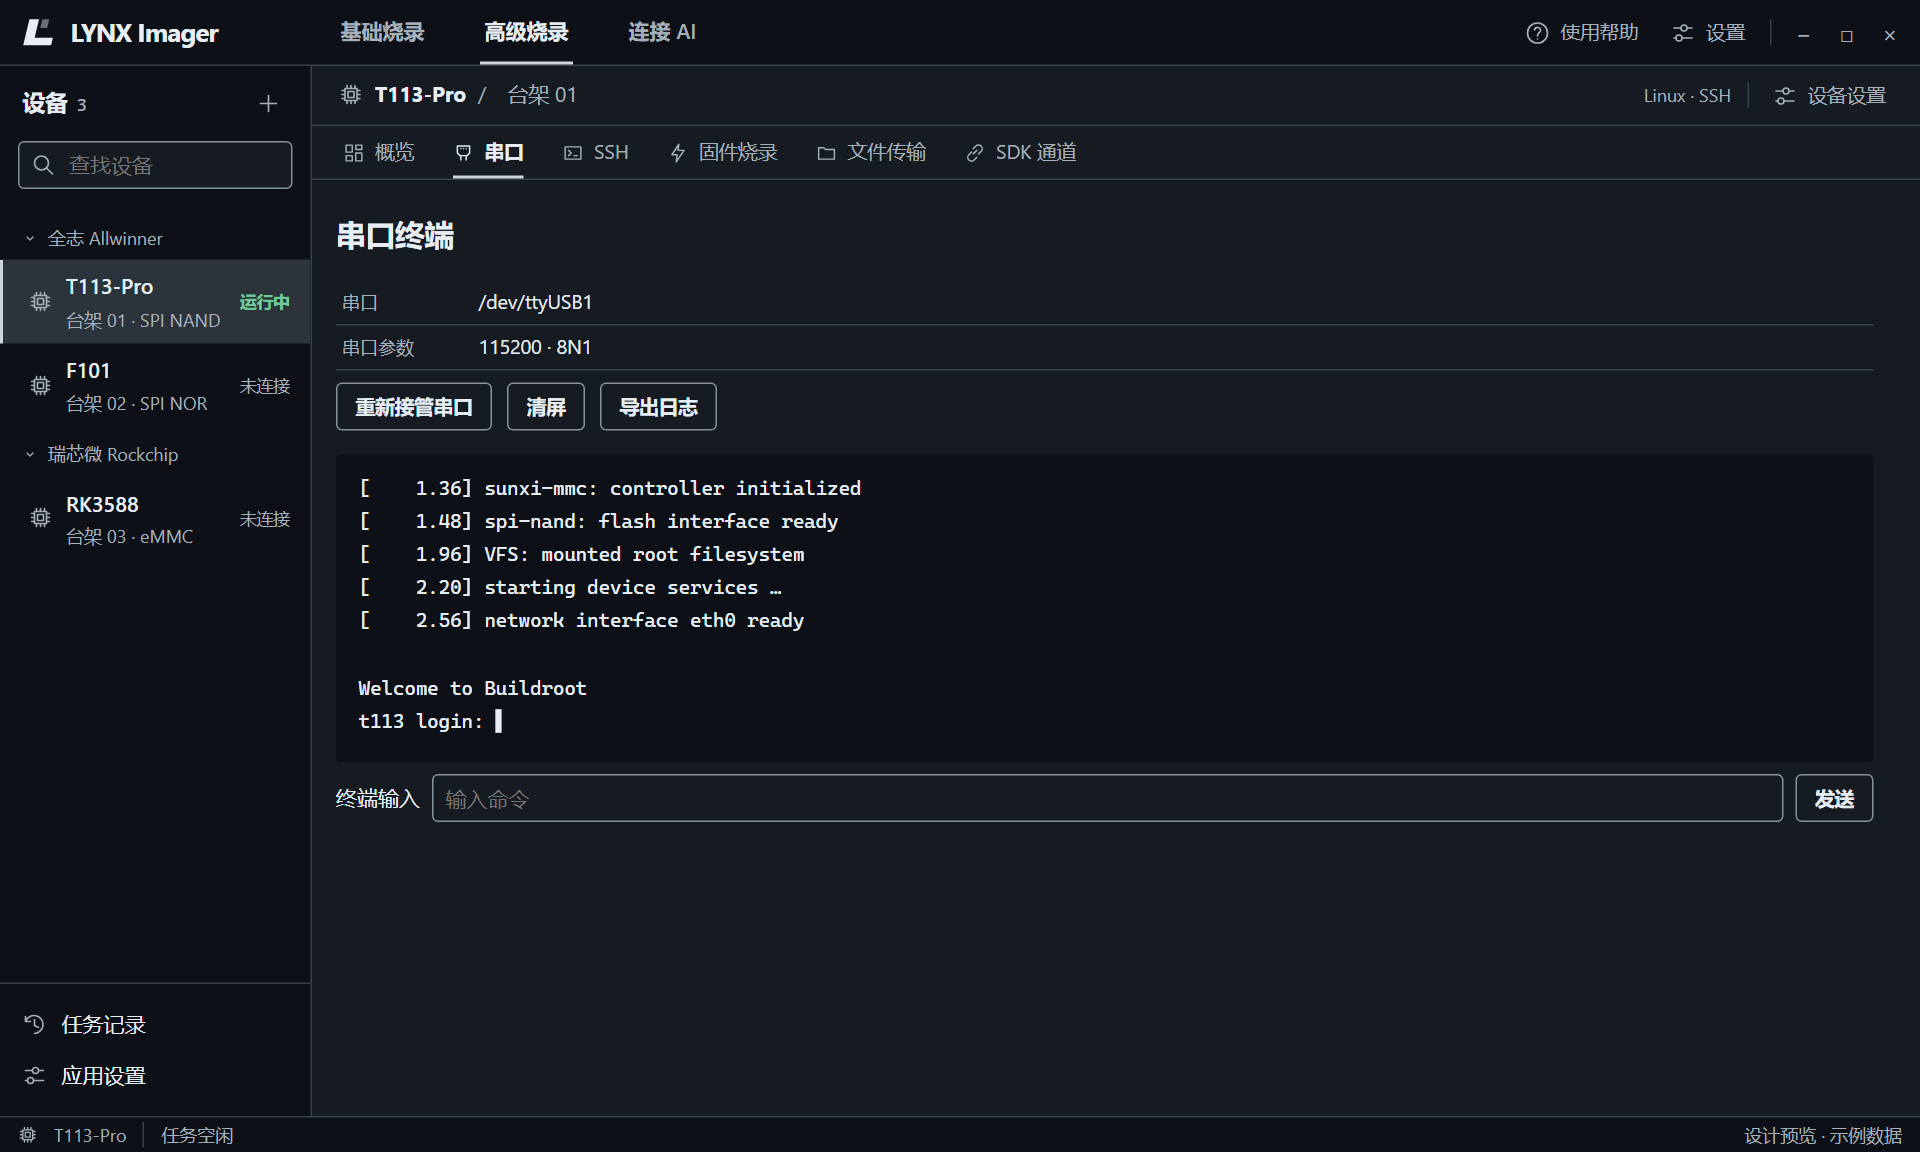 LYNX Imager
基础烧录
高级烧录
连接 AI
使用帮助
设置
设备 3
查找设备
全志 Allwinner
T113-Pro
台架 01 · SPI NAND
运行中
F101
台架 02 · SPI NOR
未连接
瑞芯微 Rockchip
RK3588
台架 03 · eMMC
未连接
任务记录
应用设置
T113-Pro / 台架 01
Linux · SSH
设备设置
概览
串口
SSH
固件烧录
文件传输
SDK 通道
串口终端
串口 /dev/ttyUSB1
串口参数 115200 · 8N1
重新接管串口
清屏
导出日志
[    1.36] sunxi-mmc: controller initialized
[    1.48] spi-nand: flash interface ready
[    1.96] VFS: mounted root filesystem
[    2.20] starting device services …
[    2.56] network interface eth0 ready
Welcome to Buildroot
t113 login:
终端输入
输入命令
发送
T113-Pro
任务空闲
设计预览 · 示例数据